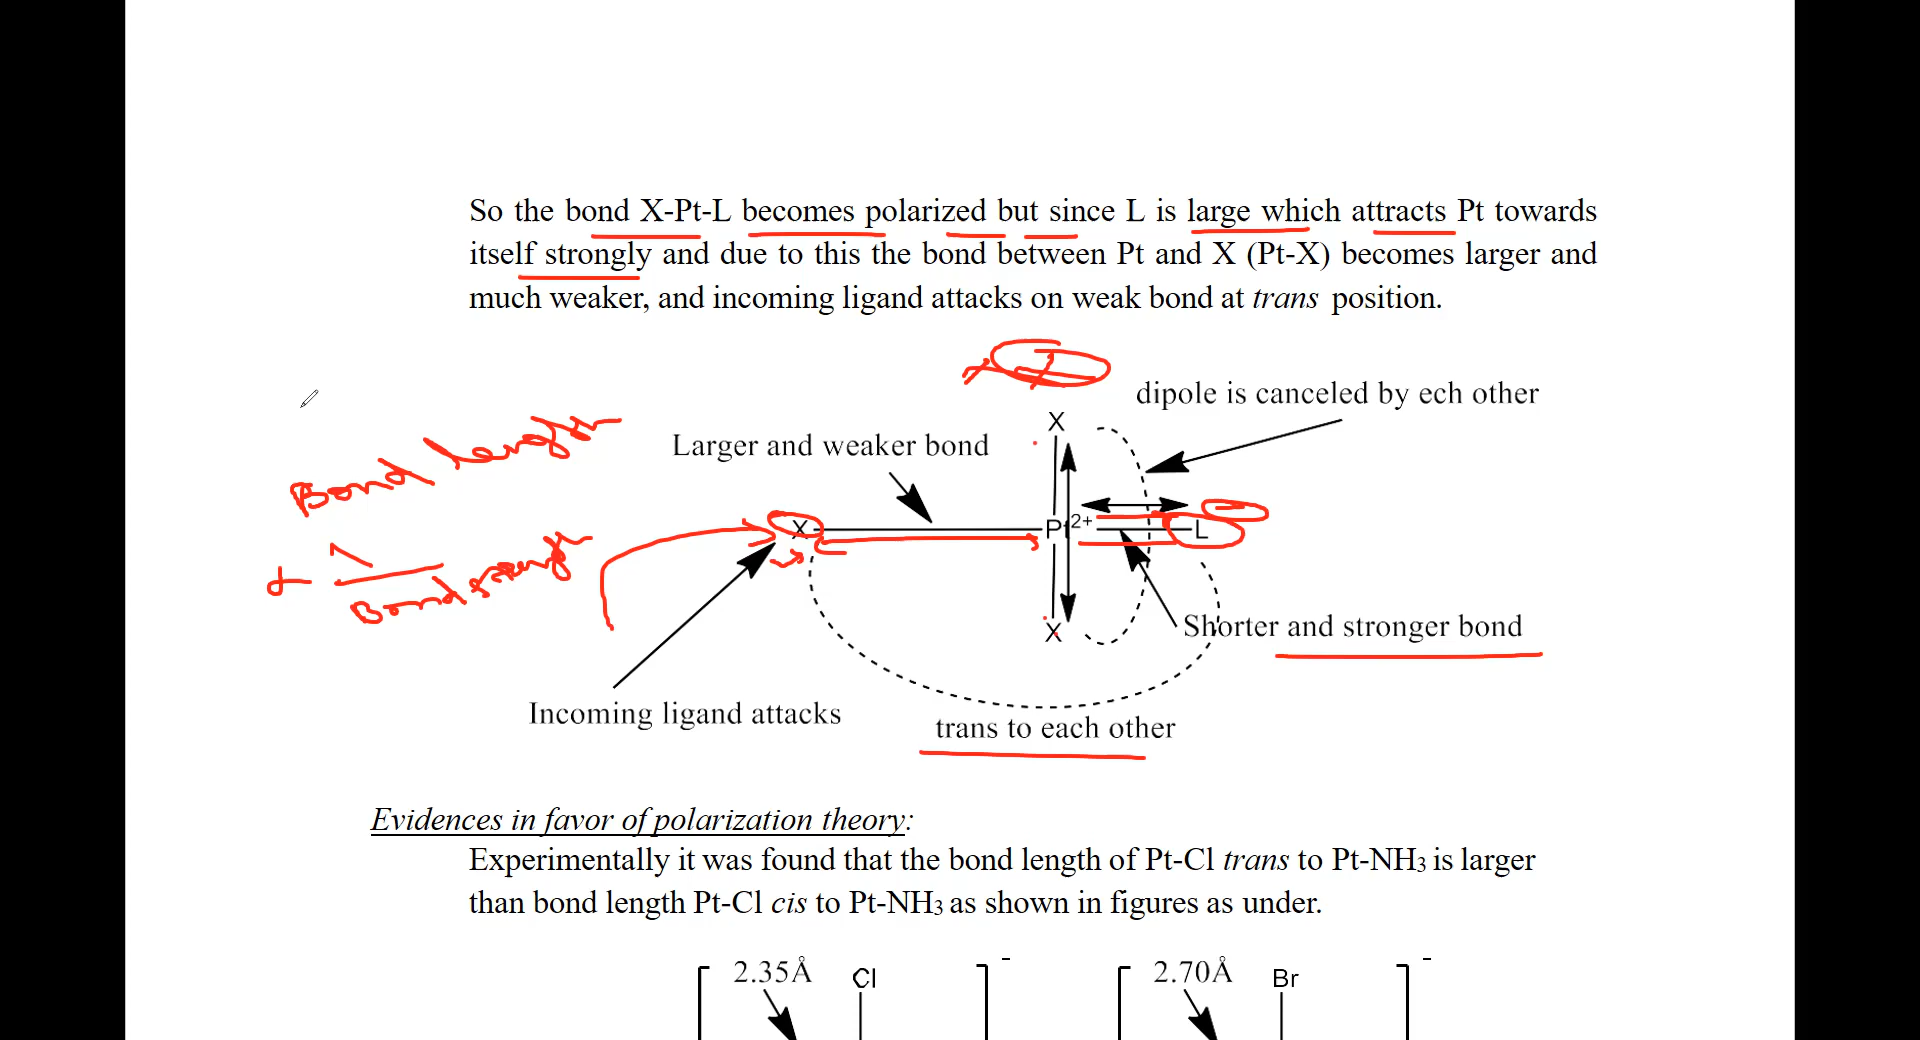 So the bond X-Pt-L becomes polarized but since L is large which attracts Pt towards
itself strongly and due to this the bond between Pt and X (Pt-X) becomes larger and
much weaker, and incoming ligand attacks on weak bond at trans position.
dipole is canceled by ech other
X
Larger and weaker bond
Bond length
X
Pt2+
L
α 1
Bond
X
Shorter and stronger bond
Incoming ligand attacks
trans to each other
Evidences in favor of polarization theory:
Experimentally it was found that the bond length of Pt-Cl trans to Pt-NH3 is larger
than bond length Pt-Cl cis to Pt-NH3 as shown in figures as under.
2.35Å Cl -
2.70Å Br -